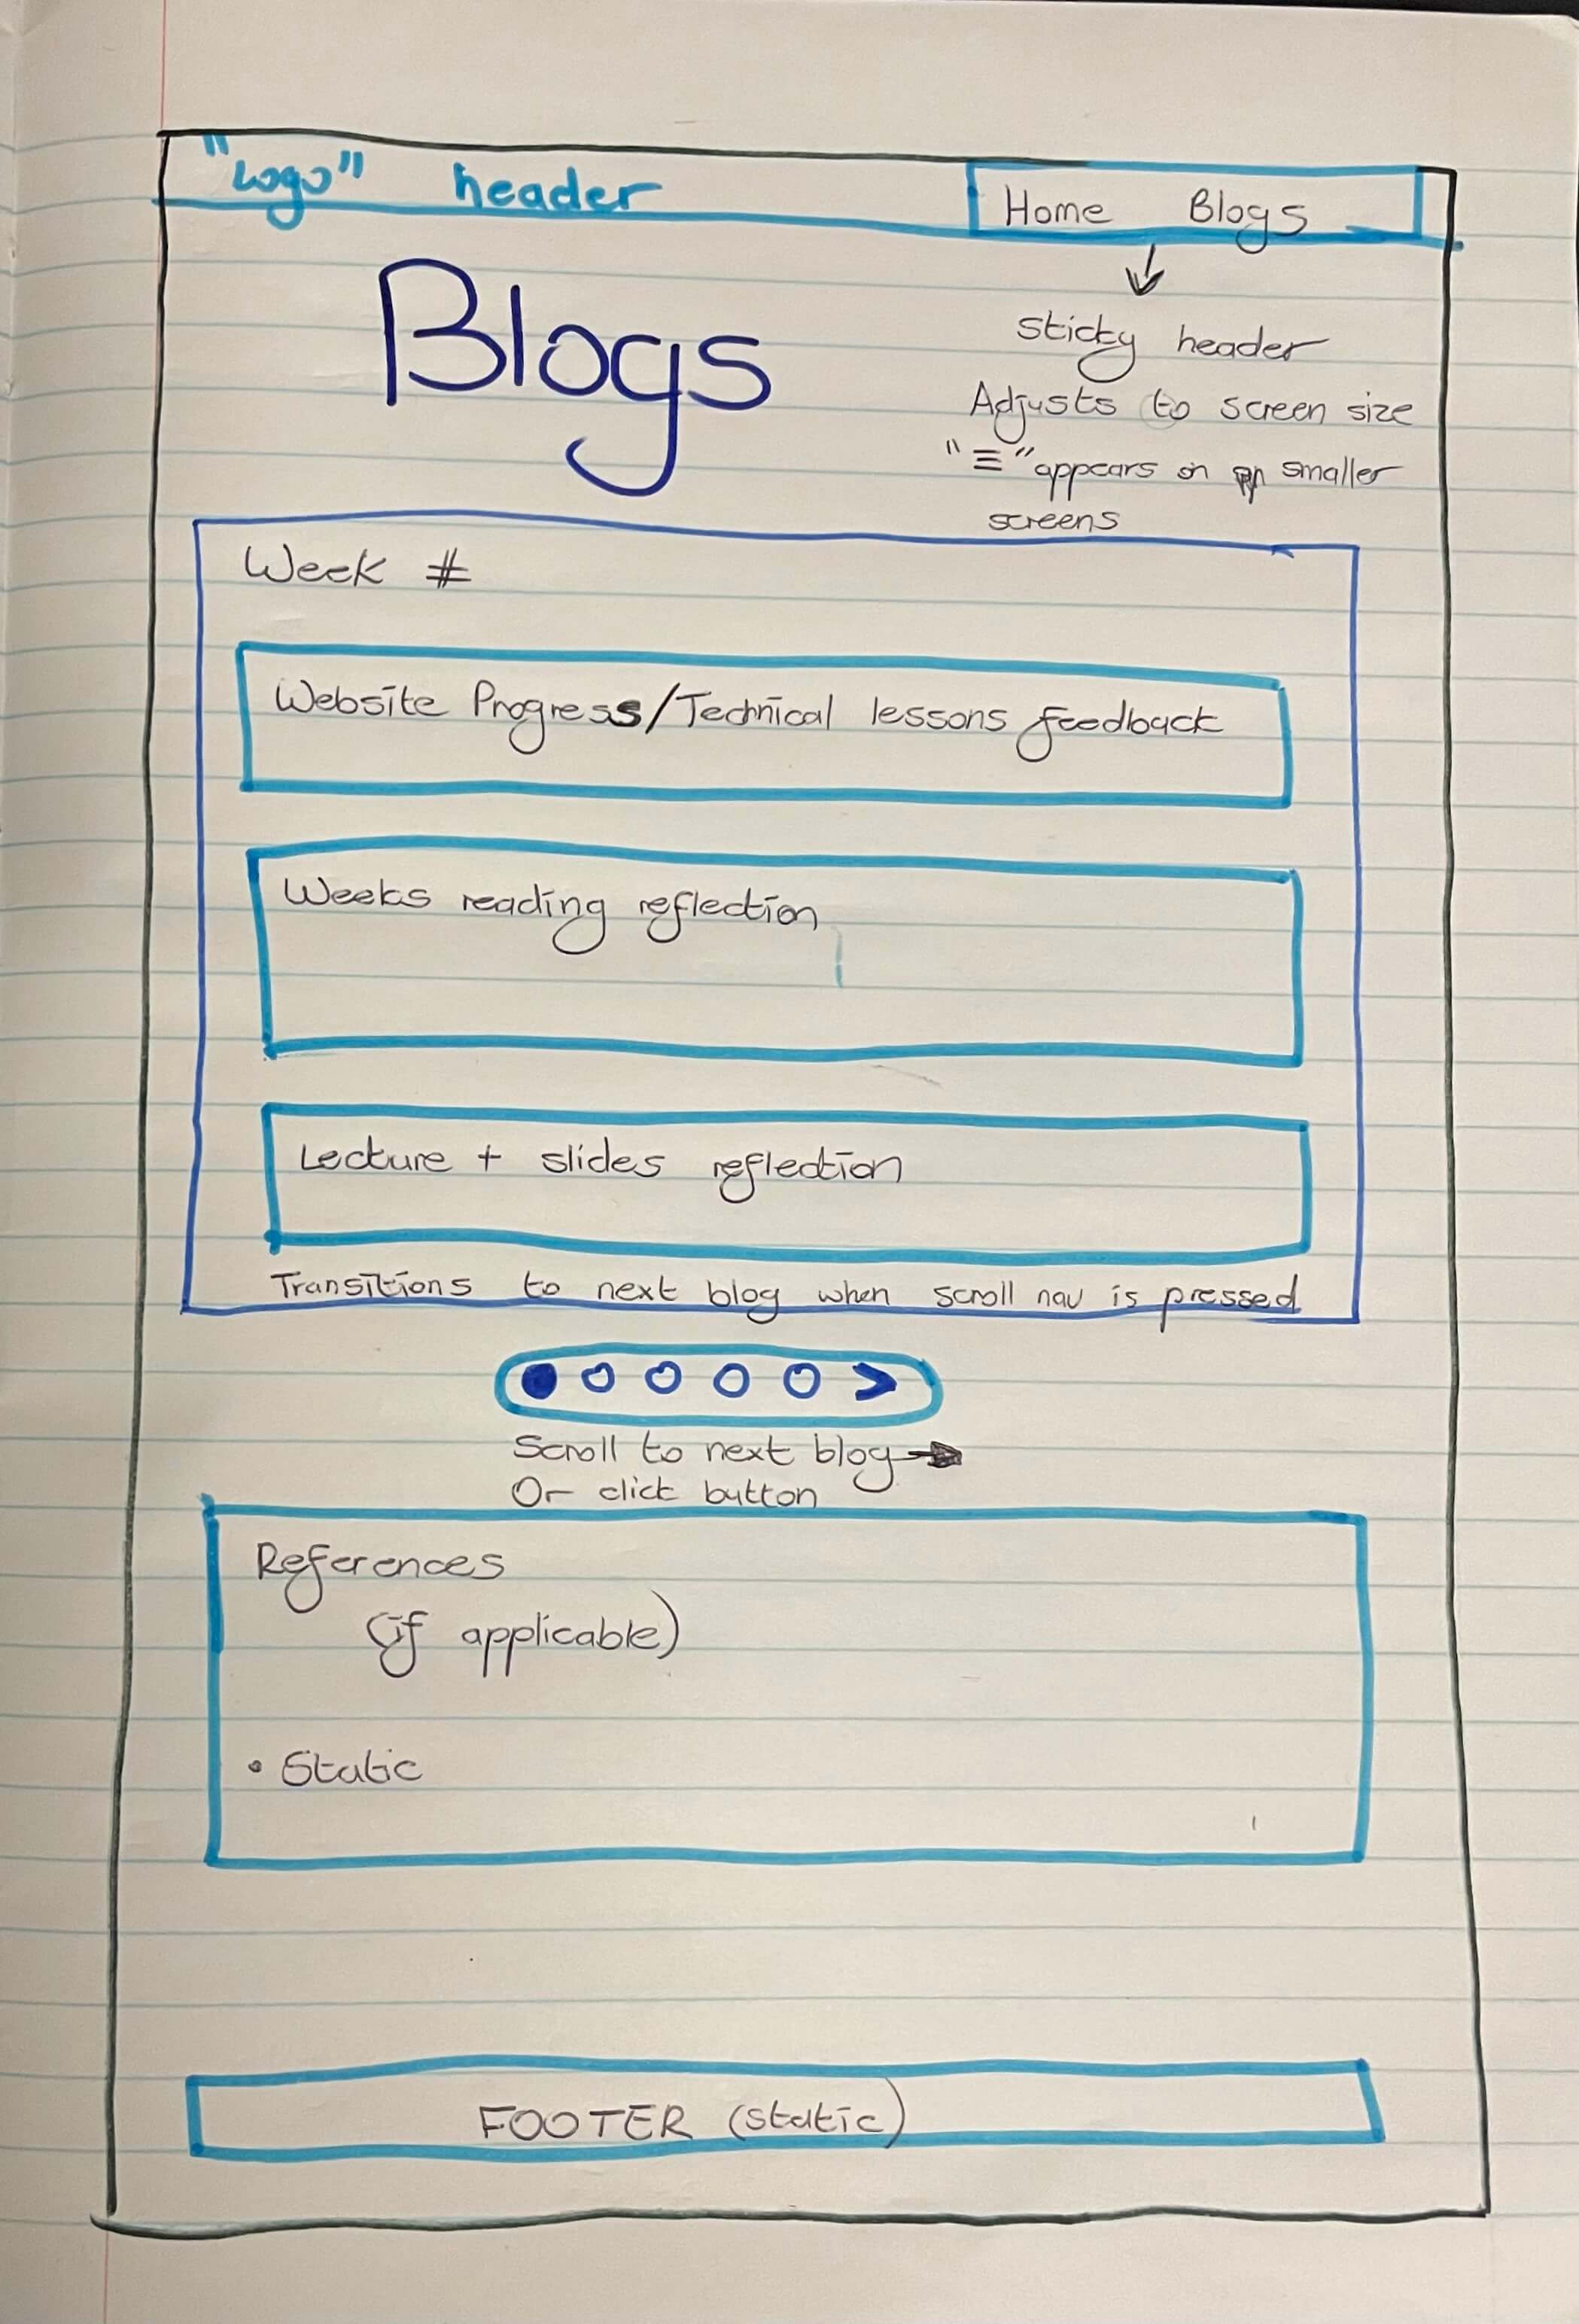 "Logo" header Home Blogs
Blogs
sticky header
Adjusts to screen size
"≡" appears on smaller
screens
Week #
Website Progress/Technical lessons feedback
Weeks reading reflection
Lecture + slides reflection
Transitions to next blog when scroll nav is pressed
>
Scroll to next blog →
Or click button
References
(if applicable)
• Static
FOOTER (static)